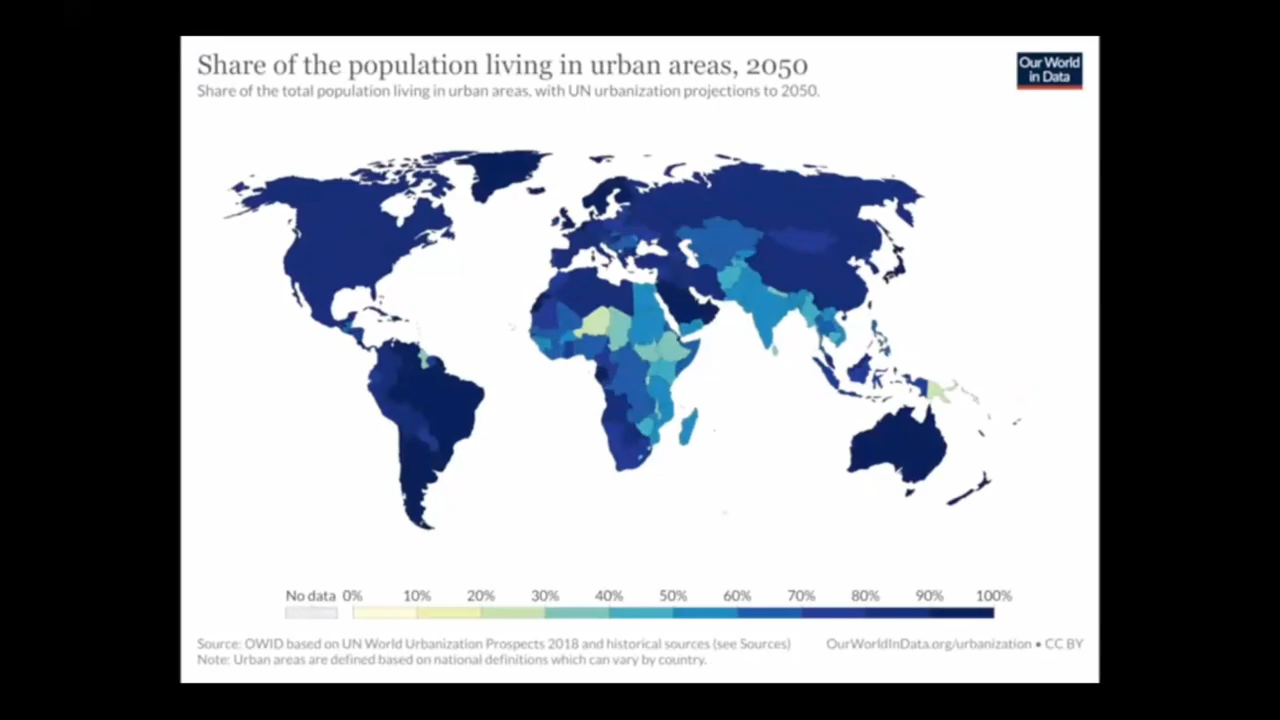 Share of the population living in urban areas, 2050
Share of the total population living in urban areas, with UN urbanization projections to 2050.
Our World
in Data
No data 0% 10% 20% 30% 40% 50% 60% 70% 80% 90% 100%
Source: OWID based on UN World Urbanization Prospects 2018 and historical sources (see Sources)
OurWorldInData.org/urbanization • CC BY
Note: Urban areas are defined based on national definitions which can vary by country.